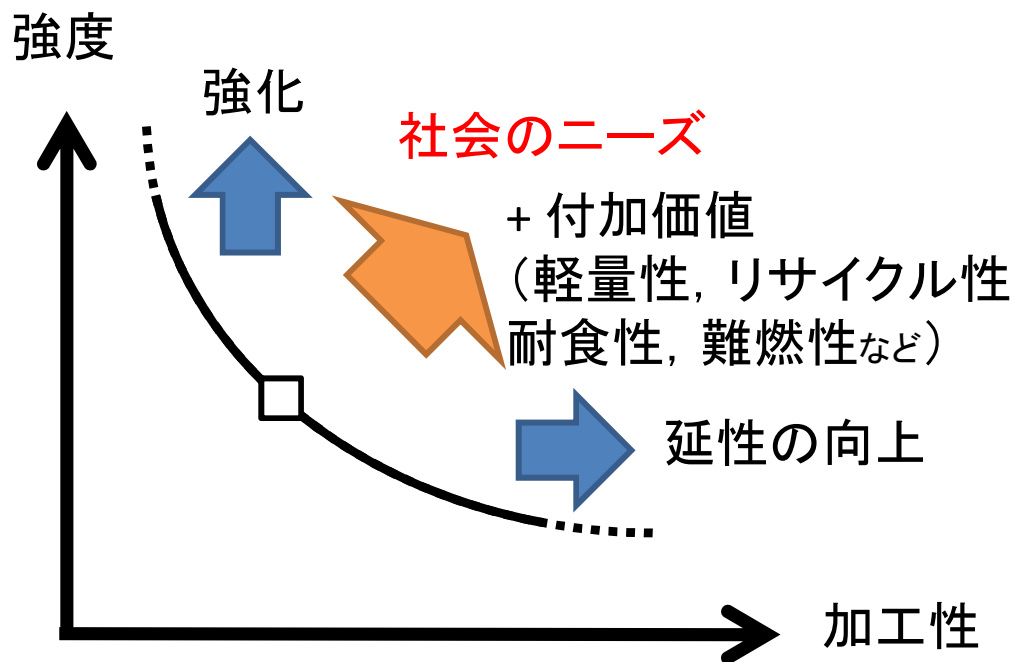 強度
強化
社会のニーズ
+ 付加価値
（軽量性, リサイクル性
耐食性, 難燃性など）
延性の向上
加工性